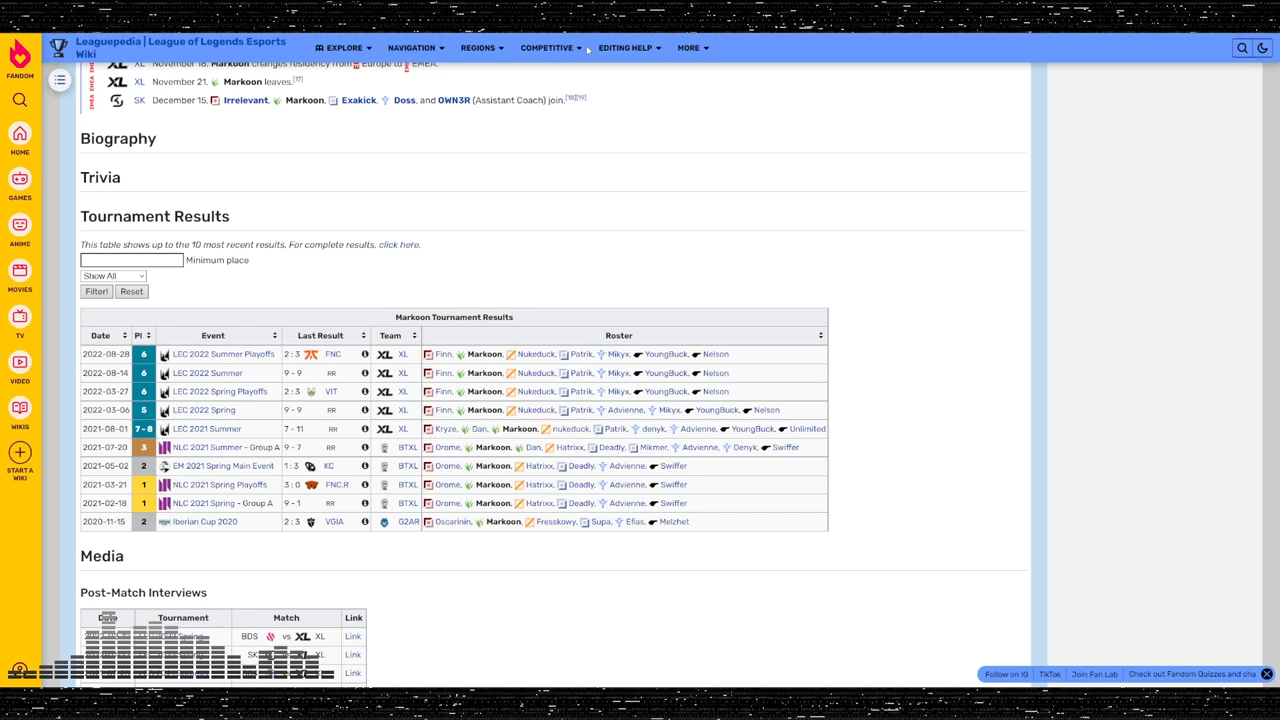 Leaguepedia | League of Legends Esports
Wiki
EXPLORE NAVIGATION REGIONS COMPETITIVE EDITING HELP MORE
FANDOM
HOME
GAMES
ANIME
MOVIES
TV
VIDEO
WIKIS
START A
WIKI
XL November 18, Markoon changes residency from Europe to EMEA.
EMEA XL XL November 21, Markoon leaves.[17]
EMEA SK December 15, Irrelevant, Markoon, Exakick, Doss, and OWN3R (Assistant Coach) join.[18][19]
Biography
Trivia
Tournament Results
This table shows up to the 10 most recent results. For complete results, click here.
Minimum place
Show All
Filter! Reset
Markoon Tournament Results
Date Pl Event Last Result Team Roster
2022-08-28 6 LEC 2022 Summer Playoffs 2 : 3 FNC XL XL Finn, Markoon, Nukeduck, Patrik, Mikyx, YoungBuck, Nelson
2022-08-14 6 LEC 2022 Summer 9 - 9 RR XL XL Finn, Markoon, Nukeduck, Patrik, Mikyx, YoungBuck, Nelson
2022-03-27 6 LEC 2022 Spring Playoffs 2 : 3 VIT XL XL Finn, Markoon, Nukeduck, Patrik, Mikyx, YoungBuck, Nelson
2022-03-06 5 LEC 2022 Spring 9 - 9 RR XL XL Finn, Markoon, Nukeduck, Patrik, Advienne, Mikyx, YoungBuck, Nelson
2021-08-01 7 - 8 LEC 2021 Summer 7 - 11 RR XL XL Kryze, Dan, Markoon, nukeduck, Patrik, denyk, Advienne, YoungBuck, Unlimited
2021-07-20 3 NLC 2021 Summer - Group A 9 - 7 RR BTXL Orome, Markoon, Dan, Hatrixx, Deadly, Mikmer, Advienne, Denyk, Swiffer
2021-05-02 2 EM 2021 Spring Main Event 1 : 3 KC BTXL Orome, Markoon, Hatrixx, Deadly, Advienne, Swiffer
2021-03-21 1 NLC 2021 Spring Playoffs 3 : 0 FNC.R BTXL Orome, Markoon, Hatrixx, Deadly, Advienne, Swiffer
2021-02-18 1 NLC 2021 Spring - Group A 9 - 1 RR BTXL Orome, Markoon, Hatrixx, Deadly, Advienne, Swiffer
2020-11-15 2 Iberian Cup 2020 2 : 3 VGIA G2AR Oscarinin, Markoon, Fresskowy, Supa, Efias, Melzhet
Media
Post-Match Interviews
Date Tournament Match Link
BDS vs XL XL Link
SK XL Link
Link
Follow on IG TikTok Join Fan Lab Check out Fandom Quizzes and cha